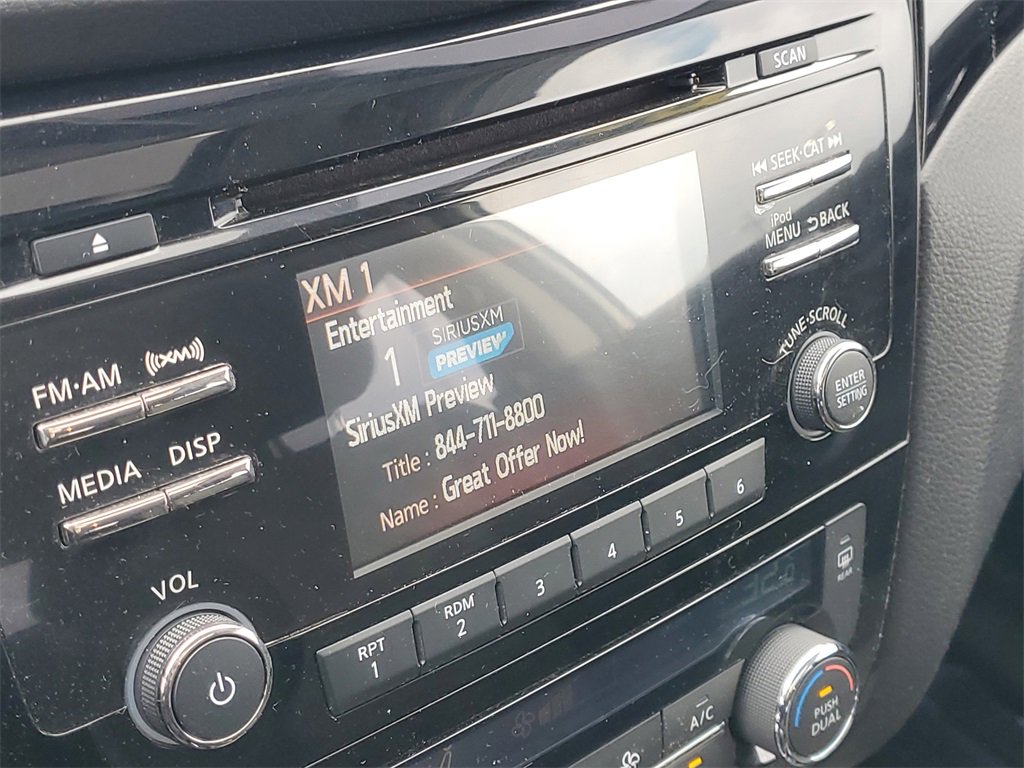 SCAN
SEEK·CAT
iPod
MENU BACK
XM 1
Entertainment
1 SIRIUSXM
PREVIEW
SiriusXM Preview
Title : 844-711-8800
Name : Great Offer Now!
FM·AM ((XM))
MEDIA DISP
TUNE·SCROLL
ENTER
SETTING
VOL
RPT
1
RDM
2
3
4
5
6
REAR
A/C
PUSH
DUAL